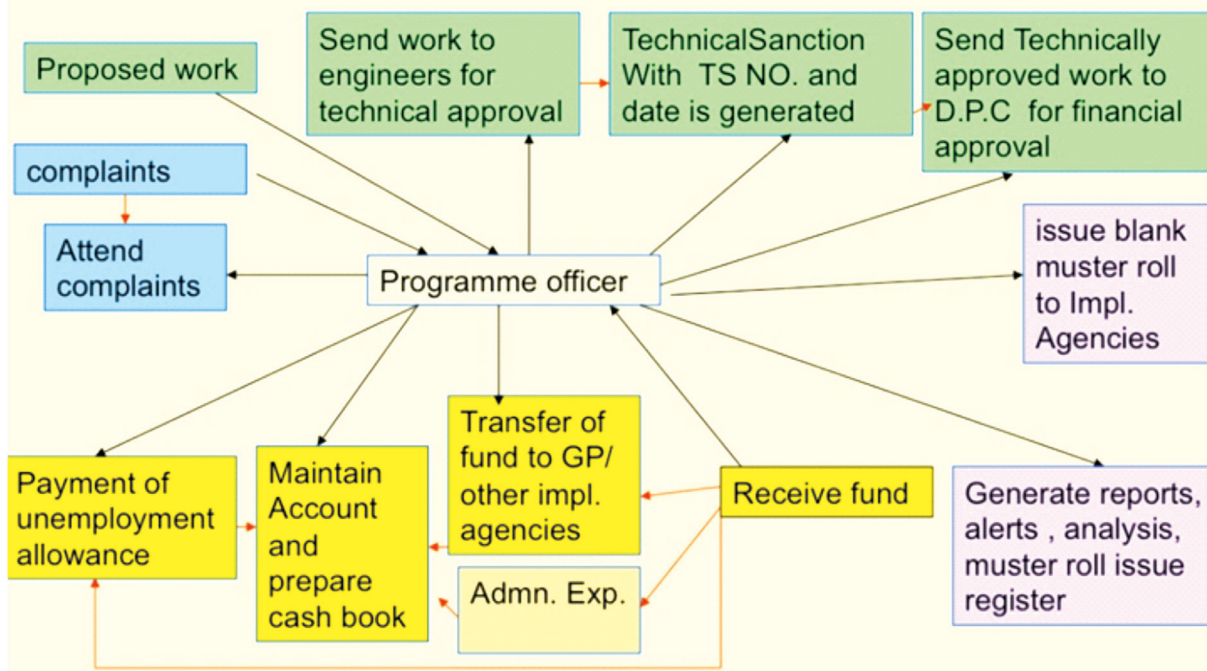 Proposed work
Send work to
engineers for
technical approval
TechnicalSanction
With TS NO. and
date is generated
Send Technically
approved work to
D.P.C for financial
approval
complaints
Attend
complaints
Programme officer
issue blank
muster roll
to Impl.
Agencies
Payment of
unemployment
allowance
Maintain
Account
and
prepare
cash book
Transfer of
fund to GP/
other impl.
agencies
Admn. Exp.
Receive fund
Generate reports,
alerts , analysis,
muster roll issue
register